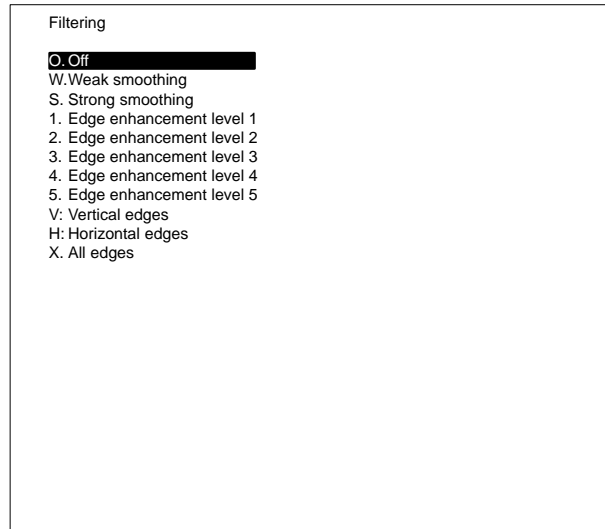 Filtering
O. Off
W.Weak smoothing
S. Strong smoothing
1. Edge enhancement level 1
2. Edge enhancement level 2
3. Edge enhancement level 3
4. Edge enhancement level 4
5. Edge enhancement level 5
V: Vertical edges
H: Horizontal edges
X. All edges